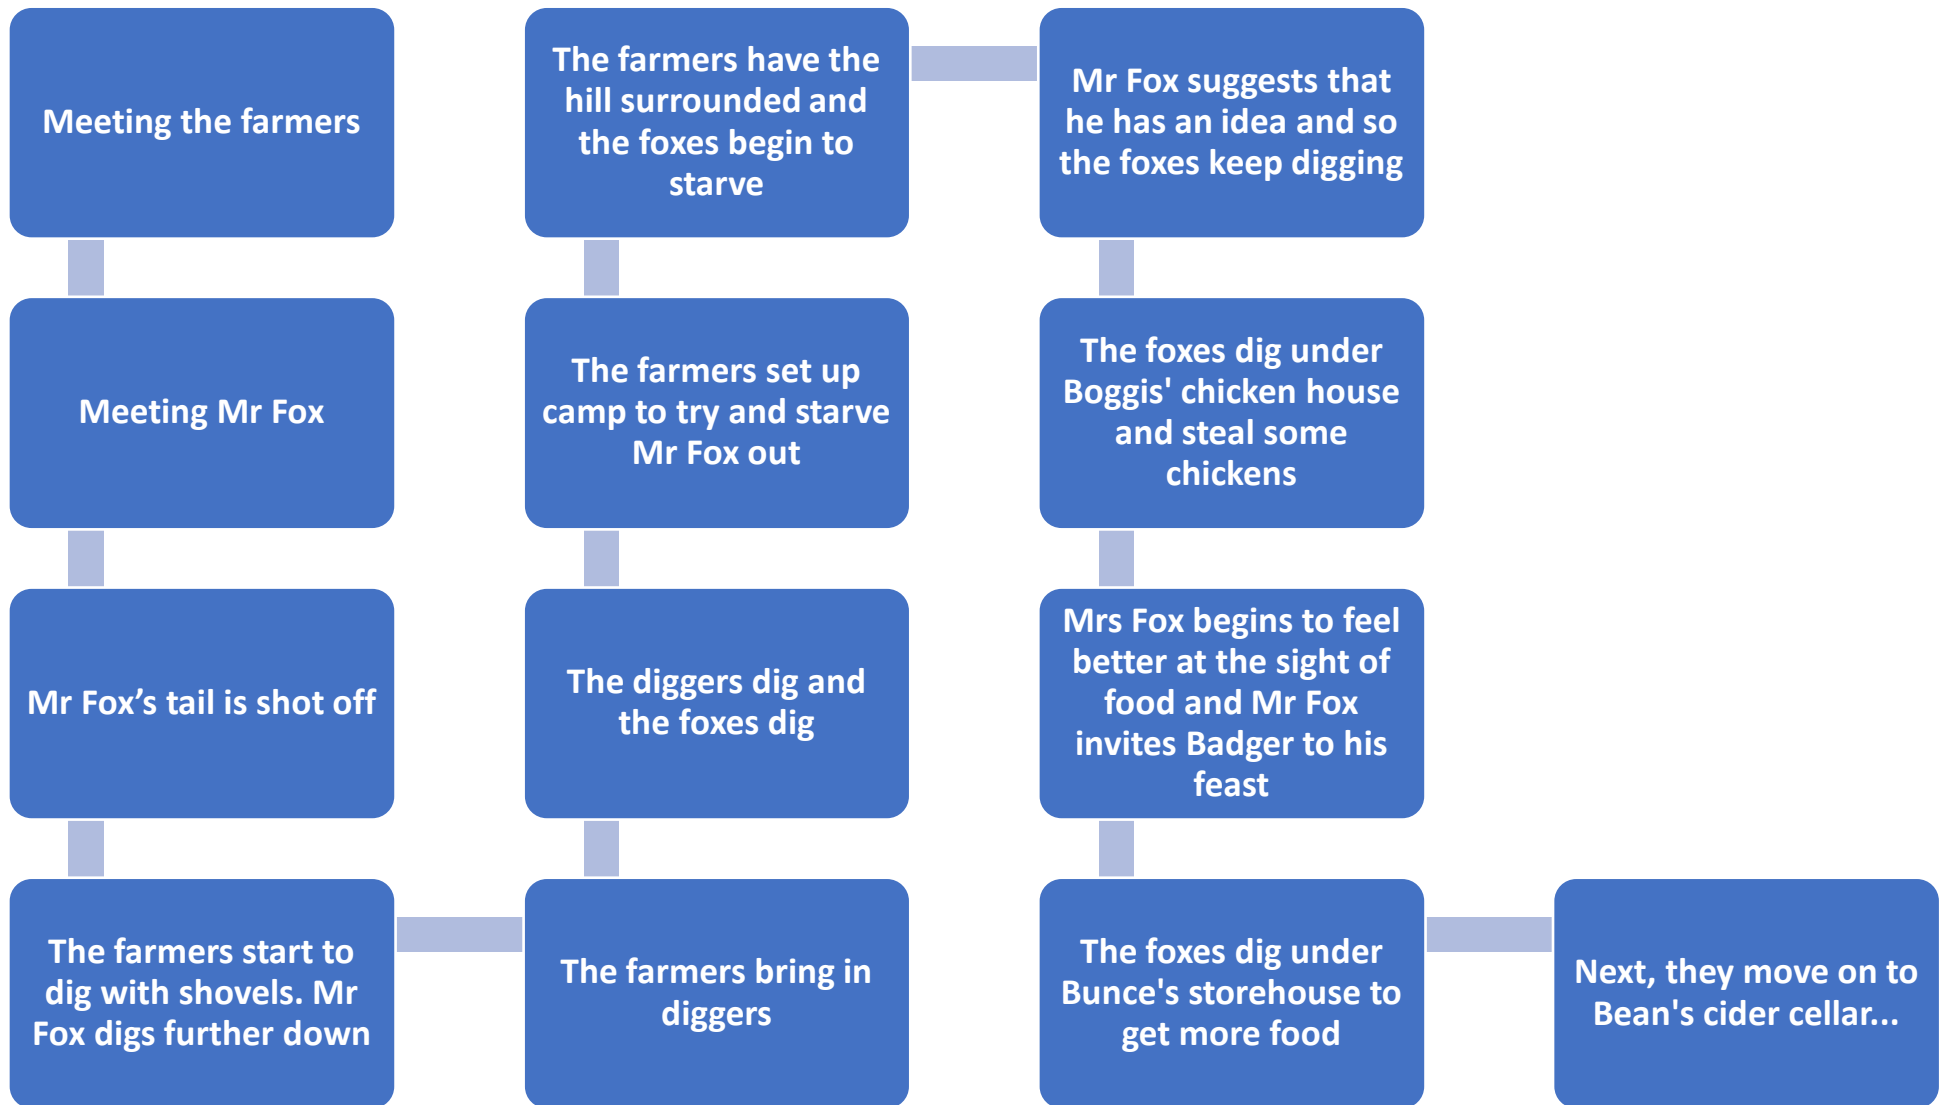 Meeting the farmers
Meeting Mr Fox
Mr Fox’s tail is shot off
The farmers start to
dig with shovels. Mr
Fox digs further down
The farmers bring in
diggers
The diggers dig and
the foxes dig
The farmers set up
camp to try and starve
Mr Fox out
The farmers have the
hill surrounded and
the foxes begin to
starve
Mr Fox suggests that
he has an idea and so
the foxes keep digging
The foxes dig under
Boggis' chicken house
and steal some
chickens
Mrs Fox begins to feel
better at the sight of
food and Mr Fox
invites Badger to his
feast
The foxes dig under
Bunce's storehouse to
get more food
Next, they move on to
Bean's cider cellar...